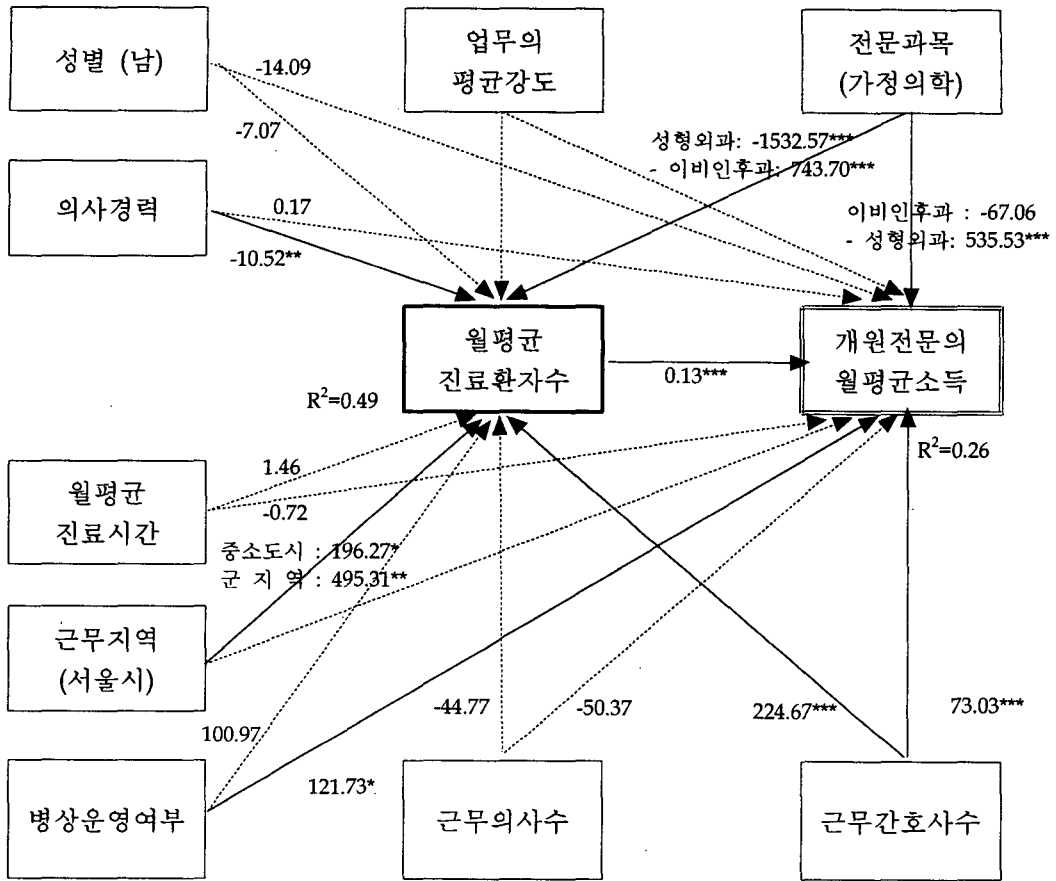 성별 (남)
업무의
평균강도
전문과목
(가정의학)
-14.09
-7.07
성형외과: -1532.57***
- 이비인후과: 743.70***
의사경력
0.17
-10.52**
이비인후과 : -67.06
- 성형외과: 535.53***
월평균
진료환자수
0.13***
개원전문의
월평균소득
R²=0.49
R²=0.26
월평균
진료시간
1.46
-0.72
중소도시 : 196.27*
군 지 역 : 495.31**
근무지역
(서울시)
100.97
-44.77
-50.37
224.67***
73.03***
121.73*
병상운영여부
근무의사수
근무간호사수